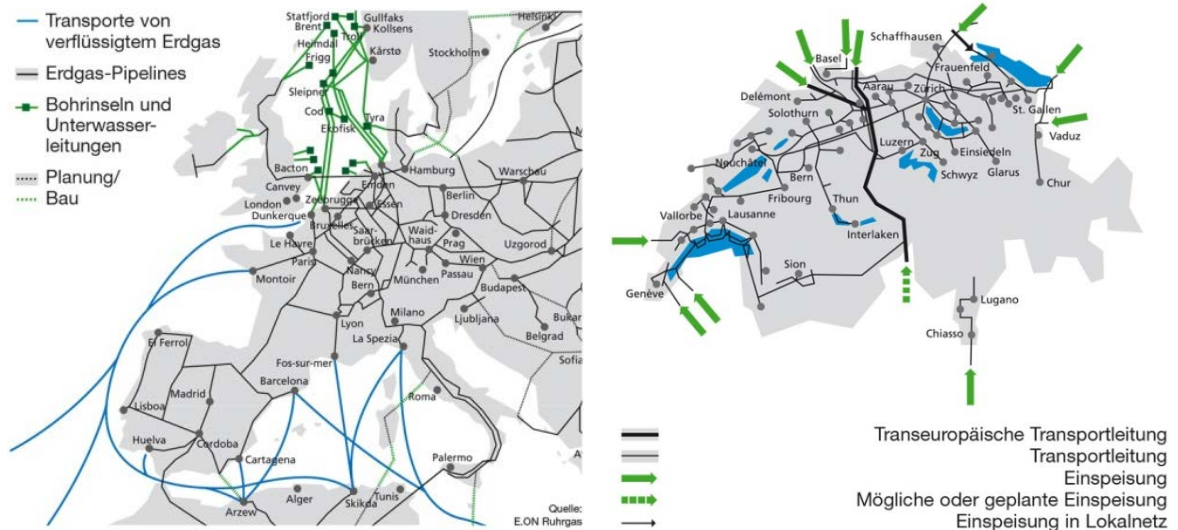 Transporte von
verflüssigtem Erdgas
Erdgas-Pipelines
Bohrinseln und
Unterwasser-
leitungen
Planung/
Bau
Statfjord
Brent
Gullfaks
Kollsens
Troll
Heimdal
Frigg
Kårstø
Helsinki
Stockholm
Sleipner
Cod
Ekofisk
Tyra
Bacton
Canvey
London
Dunkerque
Zeebrugge
Bruxelles
Emden
Essen
Hamburg
Warschau
Berlin
Dresden
Le Havre
Paris
Saar-
brücken
Waid-
haus
Prag
Uzgorod
Wien
Montoir
Nancy
München
Passau
Bern
Budapest
Lyon
Milano
Ljubljana
Bukar
Belgrad
La Spezia
Sofia
El Ferrol
Fos-sur-mer
Barcelona
Madrid
Roma
Lisboa
Cordoba
Huelva
Cartagena
Palermo
Arzew
Alger
Skikda
Tunis
Quelle:
E.ON Ruhrgas
Schaffhausen
Basel
Frauenfeld
Delémont
Aarau
Zürich
St. Gallen
Solothurn
Vaduz
Luzern
Zug
Einsiedeln
Neuchâtel
Schwyz
Glarus
Bern
Chur
Fribourg
Thun
Vallorbe
Lausanne
Interlaken
Sion
Genève
Lugano
Chiasso
Transeuropäische Transportleitung
Transportleitung
Einspeisung
Mögliche oder geplante Einspeisung
Einspeisung in Lokalnetz